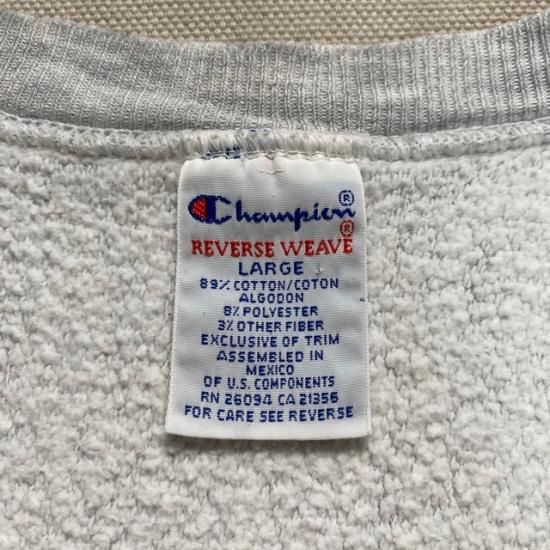 Champion®
REVERSE WEAVE®
LARGE
89% COTTON/COTON
ALGODON
8% POLYESTER
3% OTHER FIBER
EXCLUSIVE OF TRIM
ASSEMBLED IN
MEXICO
OF U.S. COMPONENTS
RN 26094 CA 21356
FOR CARE SEE REVERSE